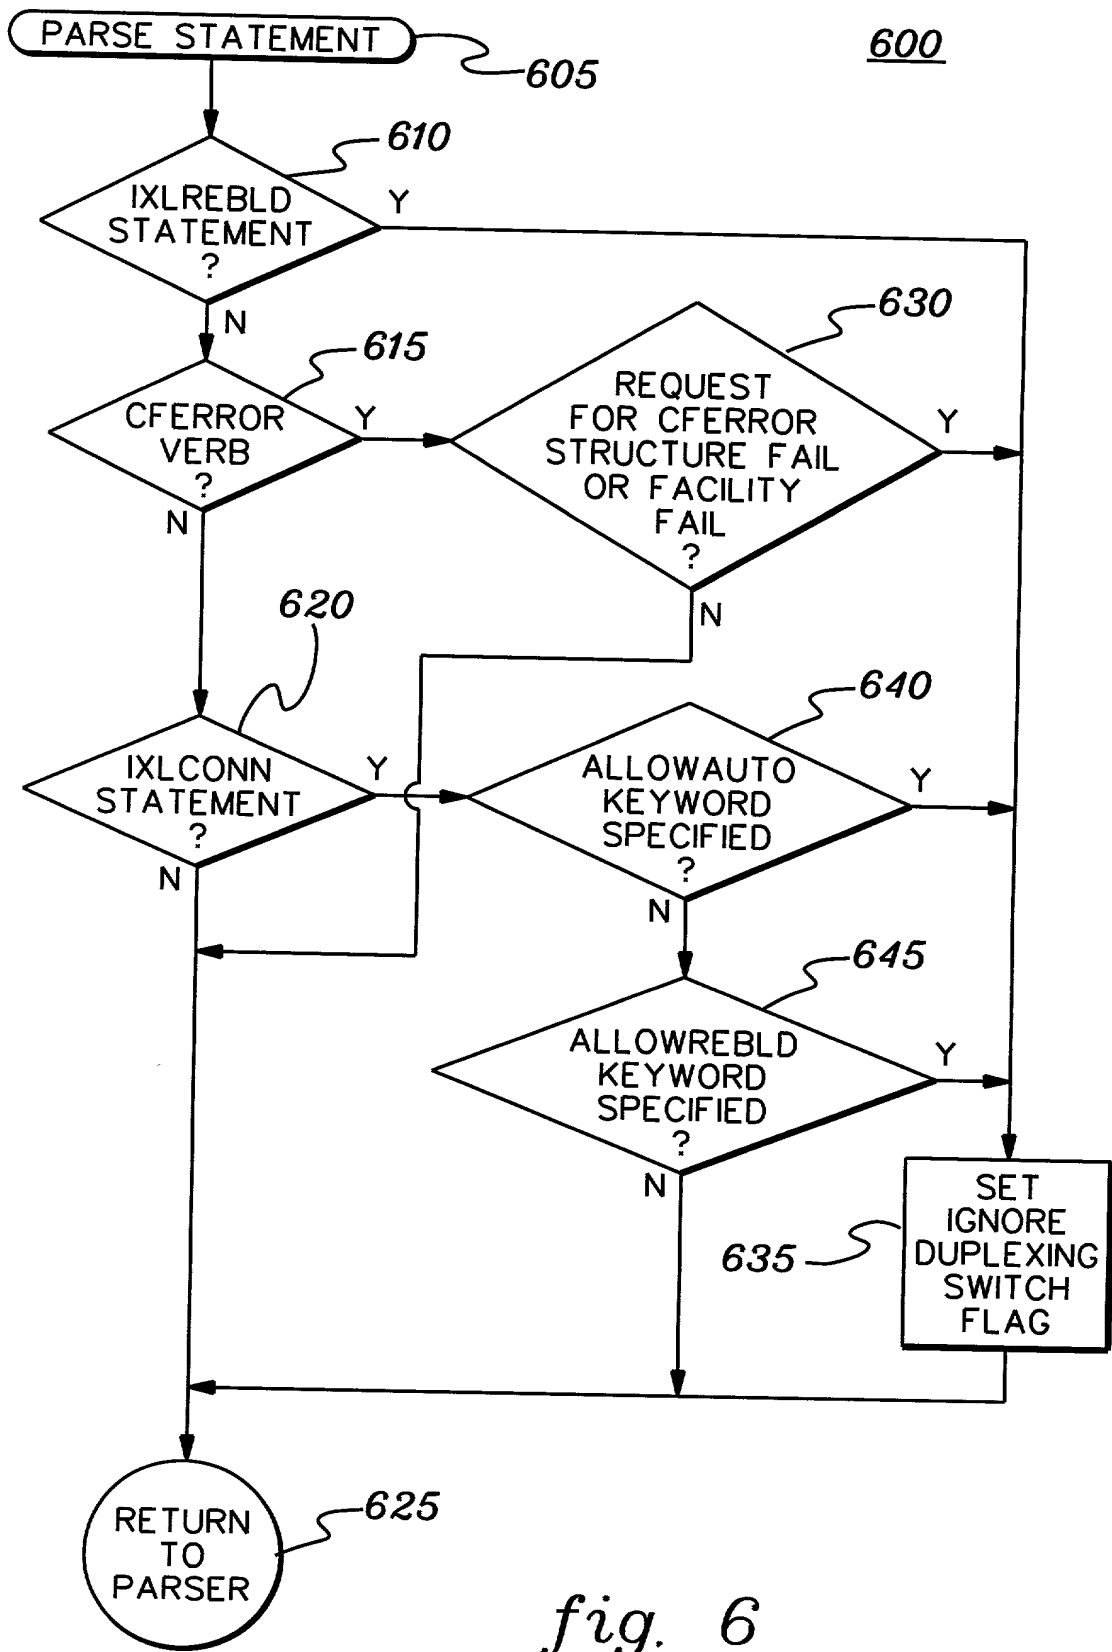 PARSE STATEMENT
605
600
610
IXLREBLD
STATEMENT
?
Y
N
615
CFERROR
VERB
?
Y
N
630
REQUEST
FOR CFERROR
STRUCTURE FAIL
OR FACILITY
FAIL
?
Y
N
620
IXLCONN
STATEMENT
?
Y
N
640
ALLOWAUTO
KEYWORD
SPECIFIED
?
Y
N
645
ALLOWREBLD
KEYWORD
SPECIFIED
?
Y
N
635
SET
IGNORE
DUPLEXING
SWITCH
FLAG
RETURN
TO
PARSER
625
fig. 6